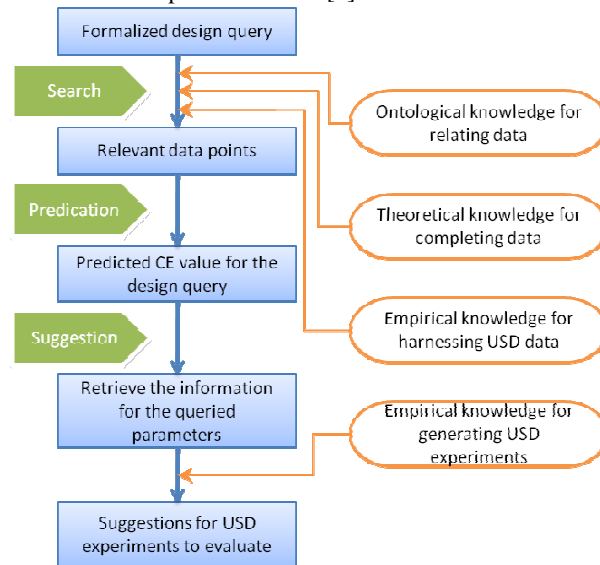 Formalized design query
Search
Ontological knowledge for
relating data
Relevant data points
Predication
Theoretical knowledge for
completing data
Predicted CE value for the
design query
Suggestion
Empirical knowledge for
harnessing USD data
Retrieve the information
for the queried
parameters
Empirical knowledge for
generating USD
experiments
Suggestions for USD
experiments to evaluate